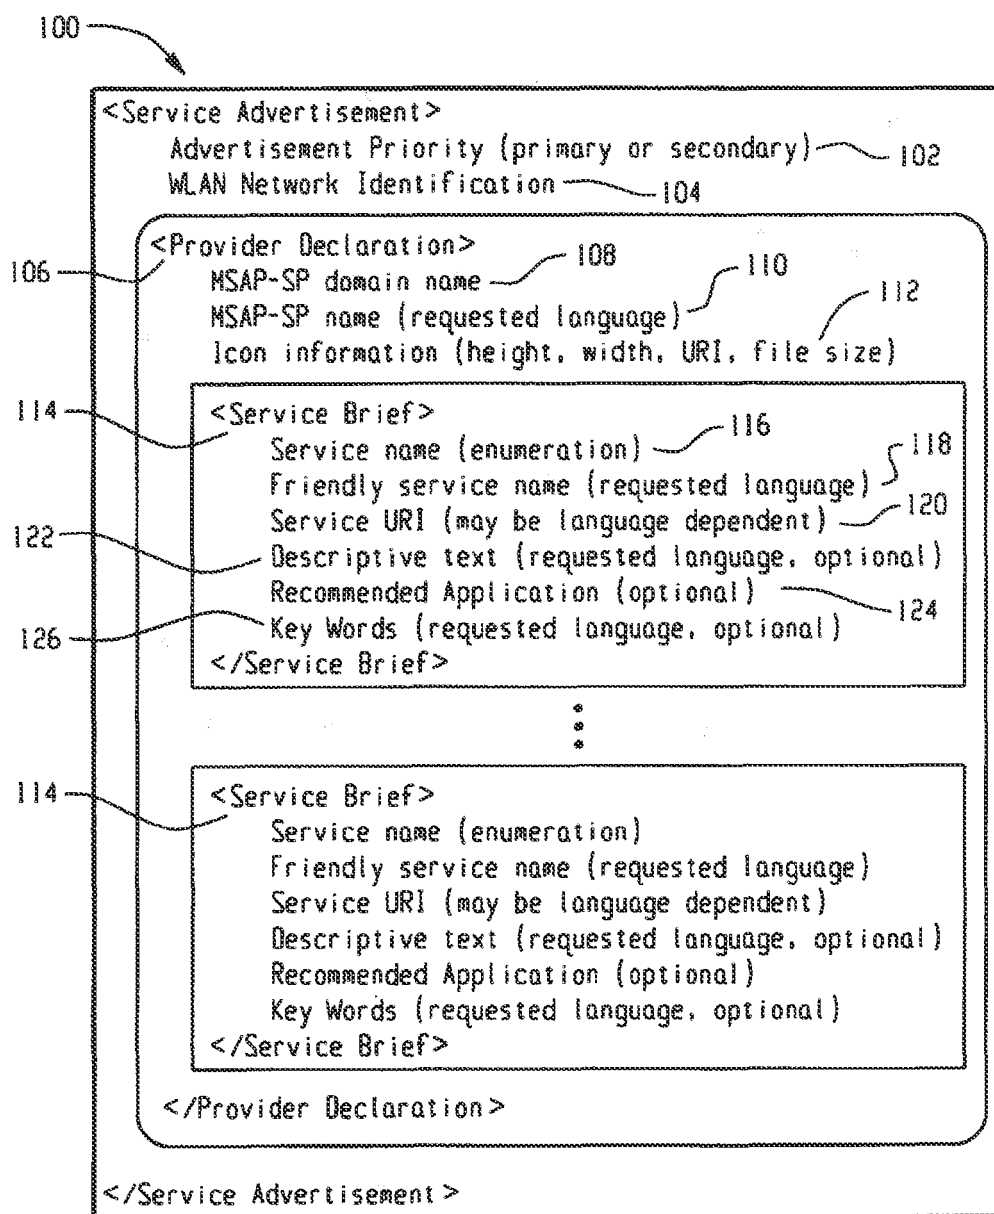 100
<Service Advertisement>
Advertisement Priority (primary or secondary) 102
WLAN Network Identification 104
<Provider Declaration>
106
MSAP-SP domain name 108
MSAP-SP name (requested language) 110
Icon information (height, width, URI, file size) 112
114
<Service Brief>
Service name (enumeration) 116
Friendly service name (requested language) 118
Service URI (may be language dependent) 120
122 Descriptive text (requested language, optional)
Recommended Application (optional) 124
126 Key Words (requested language, optional)
</Service Brief>
114
<Service Brief>
Service name (enumeration)
Friendly service name (requested language)
Service URI (may be language dependent)
Descriptive text (requested language, optional)
Recommended Application (optional)
Key Words (requested language, optional)
</Service Brief>
</Provider Declaration>
</Service Advertisement>